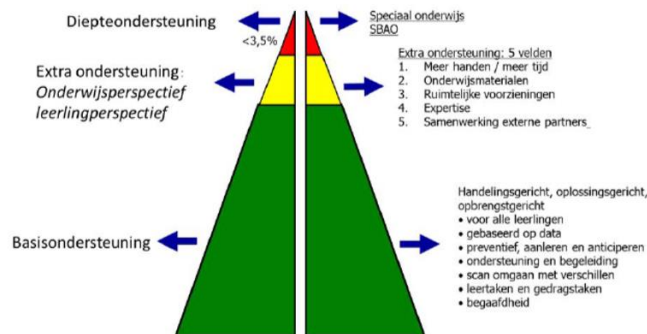 Diepteondersteuning
<3,5%
Speciaal onderwijs
SBAO
Extra ondersteuning:
Onderwijsperspectief
leerlingperspectief
Extra ondersteuning: 5 velden
1. Meer handen / meer tijd
2. Onderwijsmaterialen
3. Ruimtelijke voorzieningen
4. Expertise
5. Samenwerking externe partners
Basisondersteuning
Handelingsgericht, oplossingsgericht,
opbrengstgericht
• voor alle leerlingen
• gebaseerd op data
• preventief, aanleren en anticiperen
• ondersteuning en begeleiding
• scan omgaan met verschillen
• leertaken en gedragstaken
• begaafdheid